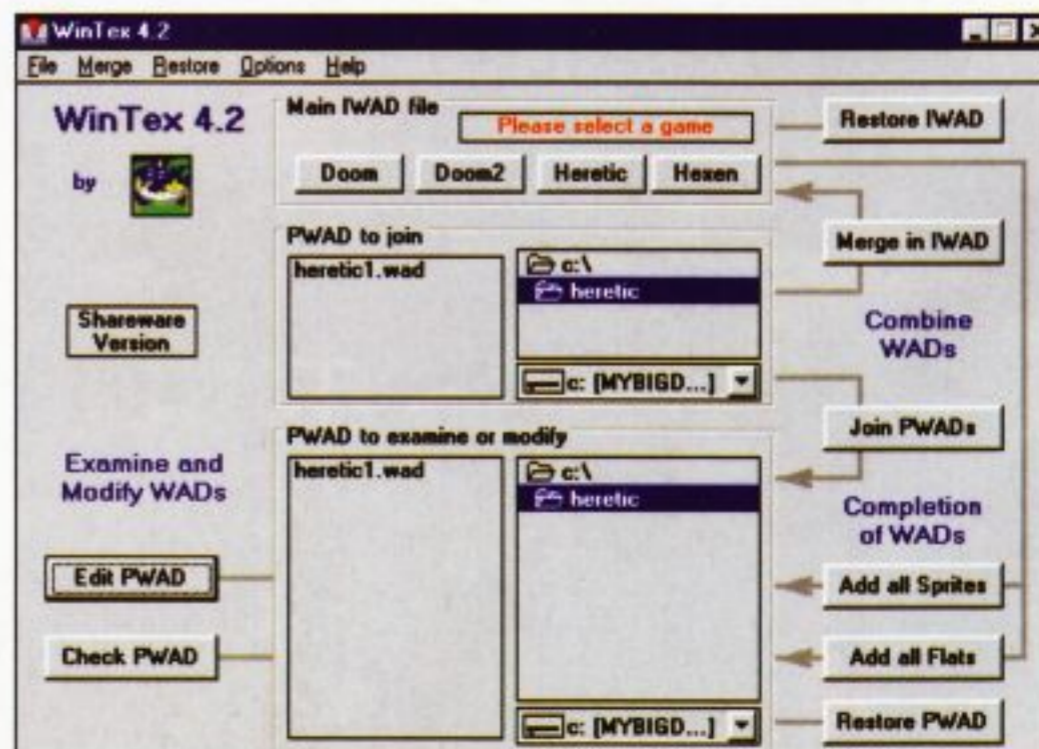 WinTex 4.2
File Merge Restore Options Help
WinTex 4.2
by
Shareware
Version
Examine and
Modify WADs
Edit PWAD
Check PWAD
Main IWAD file
Please select a game
Doom Doom2 Heretic Hexen
PWAD to join
heretic1.wad
c:\
heretic
c: [MYBIGD...]
PWAD to examine or modify
heretic1.wad
c:\
heretic
c: [MYBIGD...]
Restore IWAD
Merge in IWAD
Combine
WADs
Join PWADs
Completion
of WADs
Add all Sprites
Add all Flats
Restore PWAD